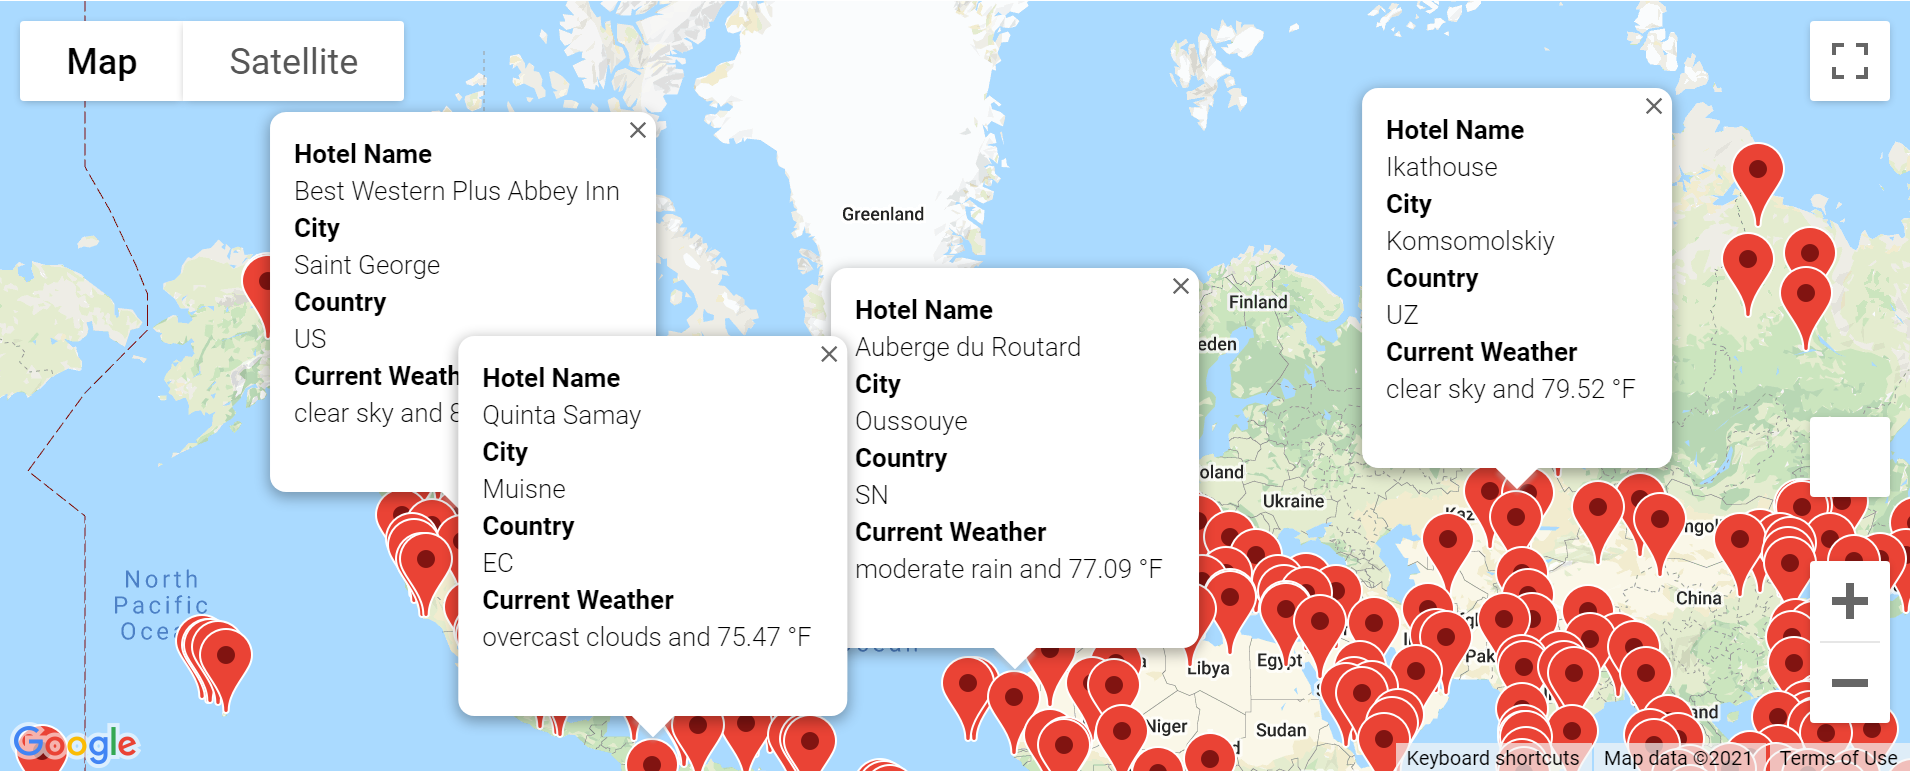 Map
Satellite
Hotel Name
Best Western Plus Abbey Inn
City
Saint George
Country
US
Current Weath
clear sky and 8
Hotel Name
Quinta Samay
City
Muisne
Country
EC
Current Weather
overcast clouds and 75.47 °F
Hotel Name
Auberge du Routard
City
Oussouye
Country
SN
Current Weather
moderate rain and 77.09 °F
Hotel Name
Ikathouse
City
Komsomolskiy
Country
UZ
Current Weather
clear sky and 79.52 °F
Greenland
Finland
eden
oland
Ukraine
Kaz
ngol
China
North
Pacific
Ocea
Libya
Egypt
Pak
Niger
Sudan
and
Google
Keyboard shortcuts
Map data ©2021
Terms of Use